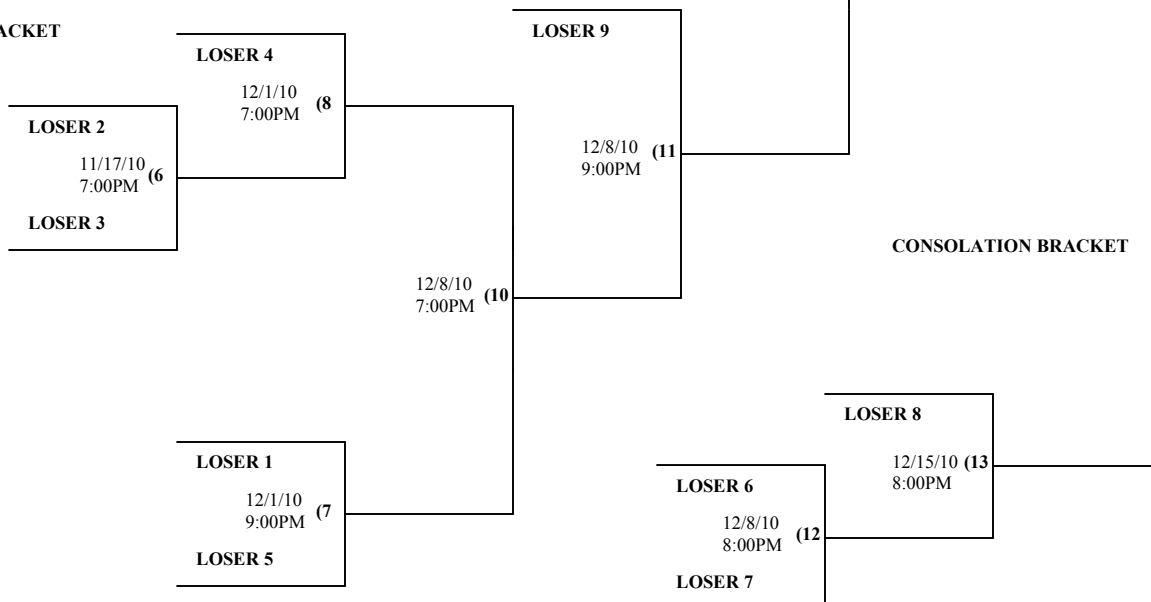 ACKET
LOSER 9
LOSER 4
12/1/10
7:00PM (8
LOSER 2
11/17/10
7:00PM (6
LOSER 3
12/8/10
9:00PM (11
CONSOLATION BRACKET
12/8/10
7:00PM (10
LOSER 8
LOSER 1
12/15/10 (13
8:00PM
LOSER 6
12/1/10
9:00PM (7
12/8/10
8:00PM (12
LOSER 5
LOSER 7